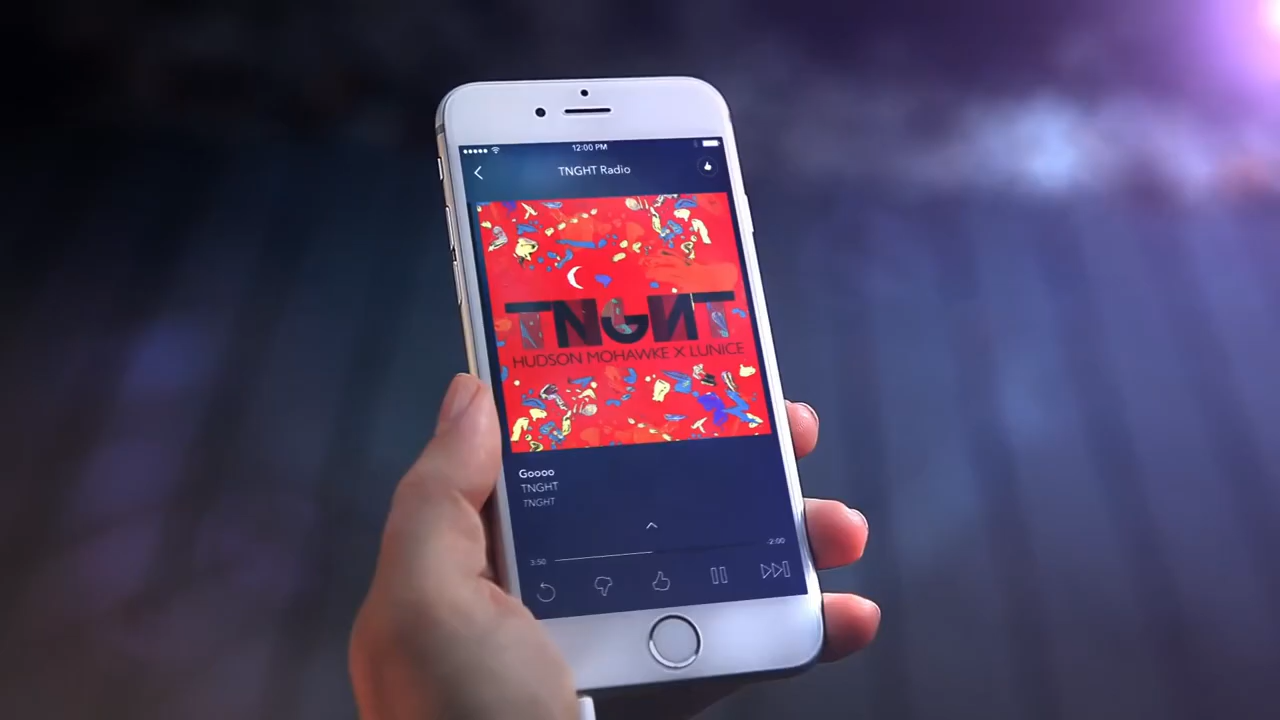 12:00 PM
TNGHT Radio
TNGHT
HUDSON MOHAWKE X LUNICE
Goooo
TNGHT
TNGHT
3:50
-2:00